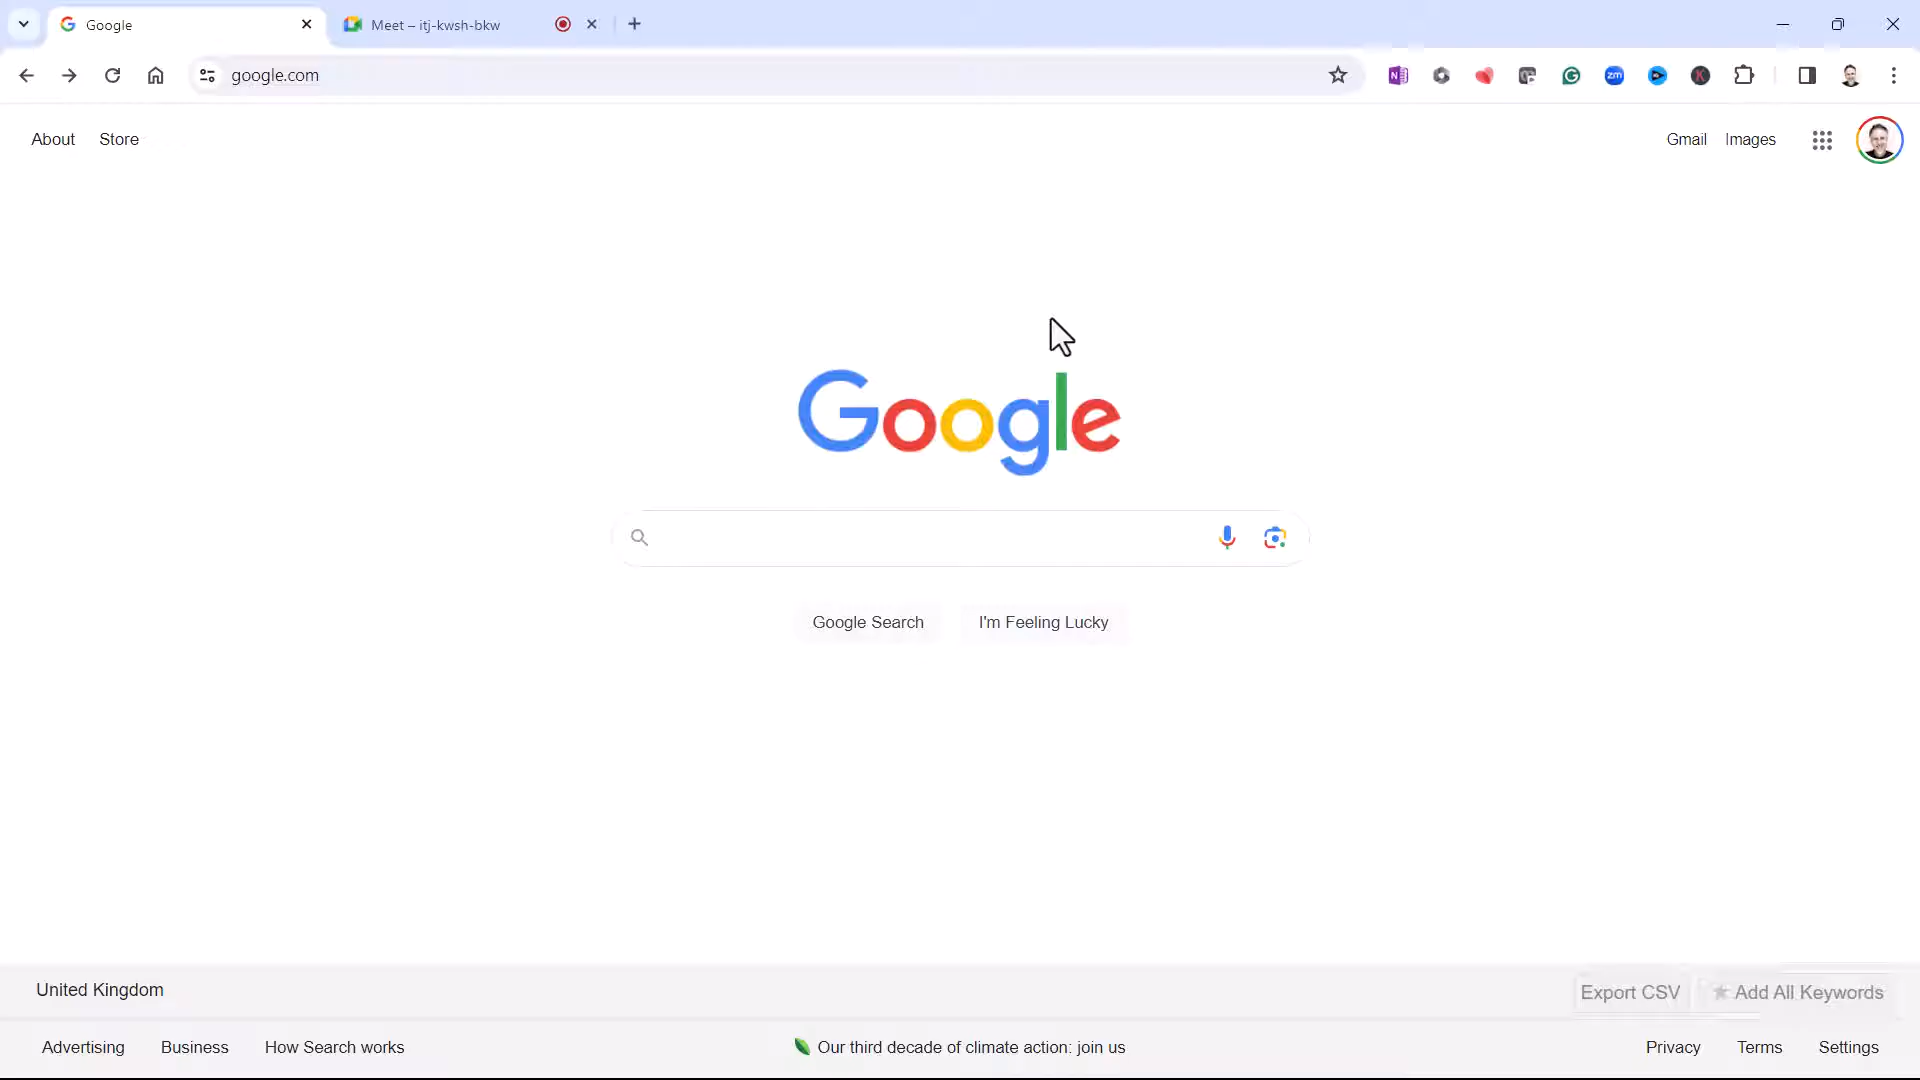 Google
Meet – itj-kwsh-bkw
google.com
N
zm
K
About Store
Gmail Images
Google
Google Search I'm Feeling Lucky
United Kingdom
Export CSV Add All Keywords
Advertising Business How Search works
Our third decade of climate action: join us
Privacy Terms Settings